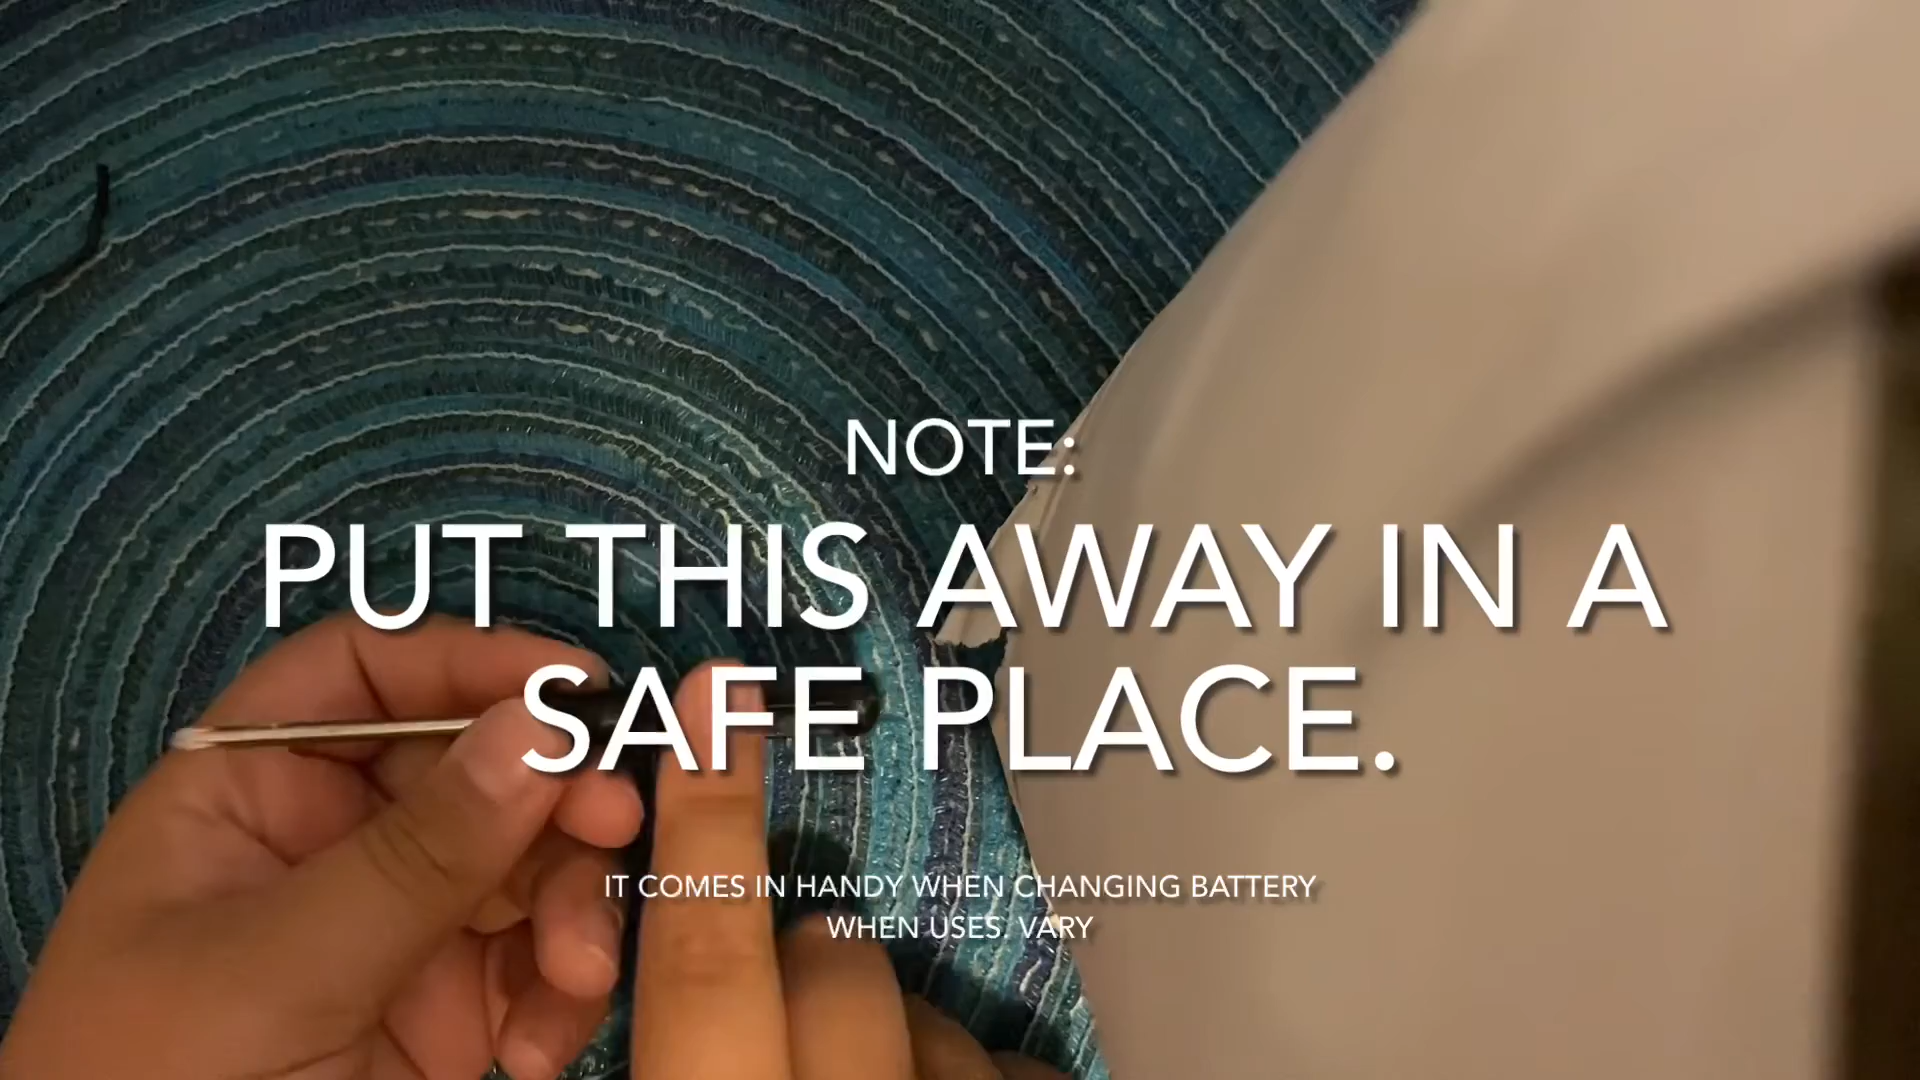 NOTE:
PUT THIS AWAY IN A
SAFE PLACE.
IT COMES IN HANDY WHEN CHANGING BATTERY
WHEN USES. VARY